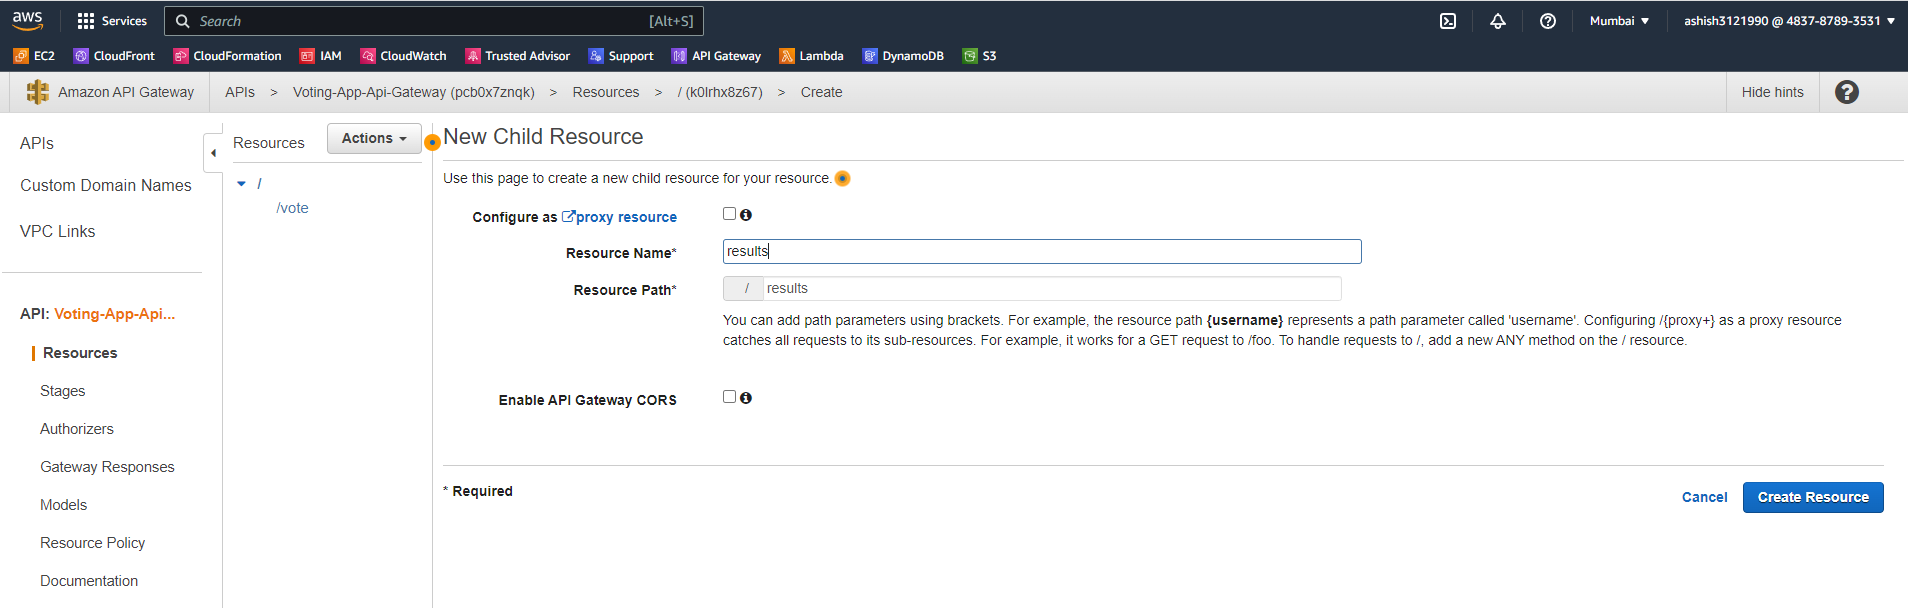 aws Services Search [Alt+S] Mumbai ▼ ashish3121990 @ 4837-8789-3531 ▼
EC2 CloudFront CloudFormation IAM CloudWatch Trusted Advisor Support API Gateway Lambda DynamoDB S3
Amazon API Gateway APIs > Voting-App-Api-Gateway (pcb0x7znqk) > Resources > / (k0lrhx8z67) > Create Hide hints ?
APIs
Custom Domain Names
VPC Links
API: Voting-App-Api...
Resources
Stages
Authorizers
Gateway Responses
Models
Resource Policy
Documentation
Resources Actions
/
/vote
New Child Resource
Use this page to create a new child resource for your resource.
Configure as proxy resource
Resource Name* results
Resource Path* / results
You can add path parameters using brackets. For example, the resource path {username} represents a path parameter called 'username'. Configuring /{proxy+} as a proxy resource
catches all requests to its sub-resources. For example, it works for a GET request to /foo. To handle requests to /, add a new ANY method on the / resource.
Enable API Gateway CORS
* Required
Cancel Create Resource